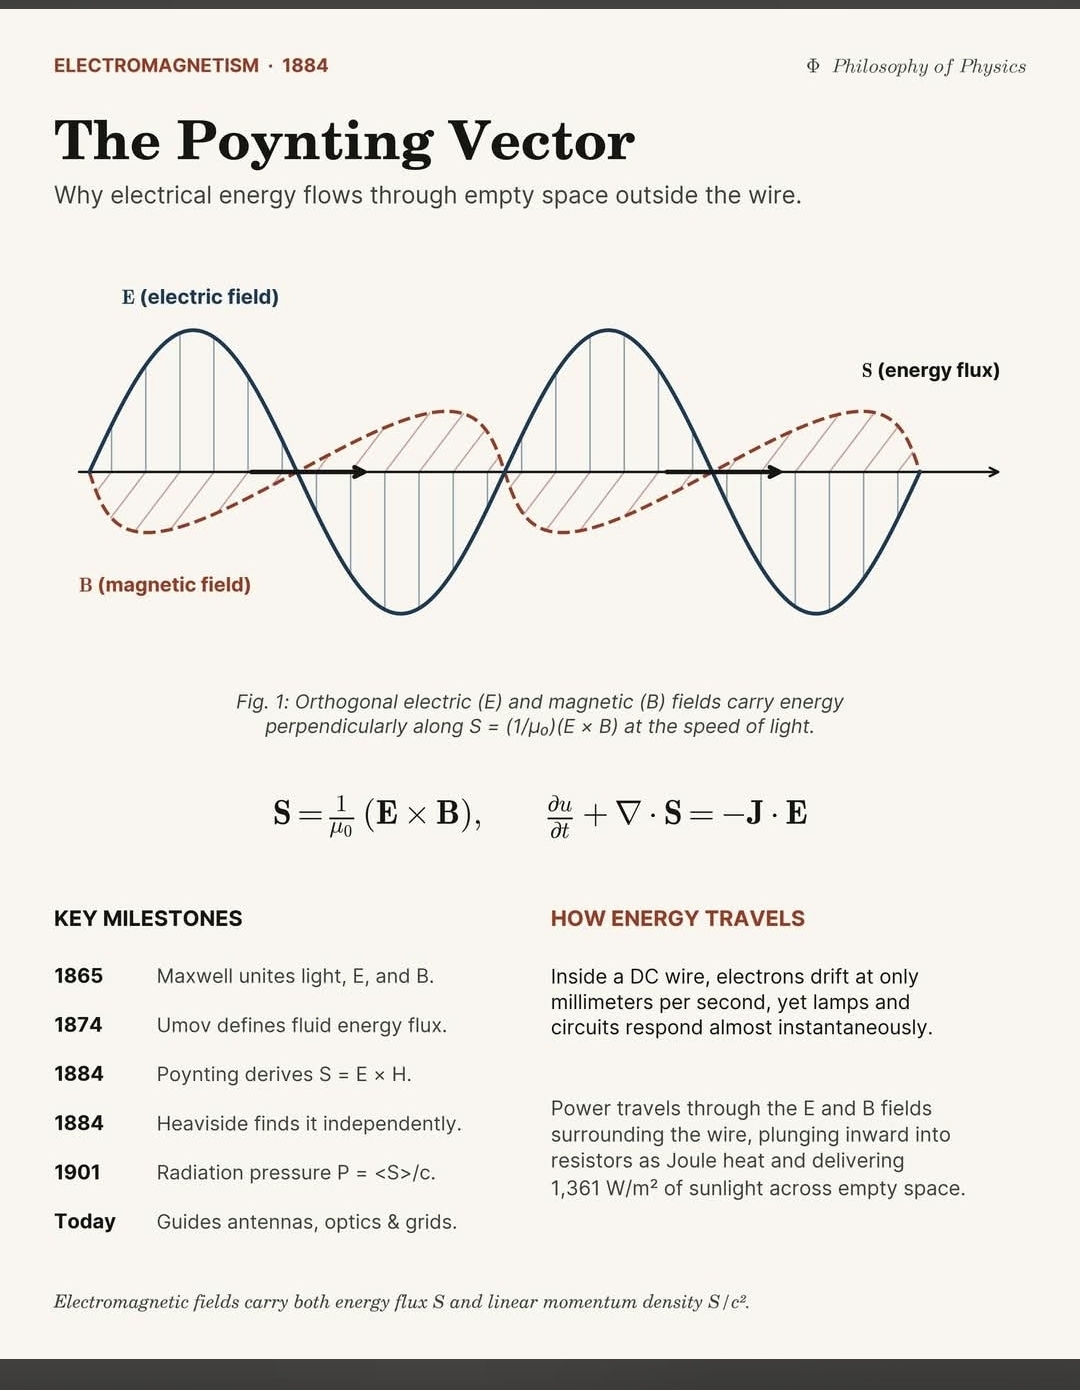 ELECTROMAGNETISM · 1884
Φ Philosophy of Physics
The Poynting Vector
Why electrical energy flows through empty space outside the wire.
E (electric field)
S (energy flux)
B (magnetic field)
Fig. 1: Orthogonal electric (E) and magnetic (B) fields carry energy
perpendicularly along S = (1/μ₀)(E × B) at the speed of light.
S = 1/μ₀ (E × B), ∂u/∂t + ∇ · S = −J · E
KEY MILESTONES
1865 Maxwell unites light, E, and B.
1874 Umov defines fluid energy flux.
1884 Poynting derives S = E × H.
1884 Heaviside finds it independently.
1901 Radiation pressure P = <S>/c.
Today Guides antennas, optics & grids.
HOW ENERGY TRAVELS
Inside a DC wire, electrons drift at only
millimeters per second, yet lamps and
circuits respond almost instantaneously.
Power travels through the E and B fields
surrounding the wire, plunging inward into
resistors as Joule heat and delivering
1,361 W/m² of sunlight across empty space.
Electromagnetic fields carry both energy flux S and linear momentum density S/c².